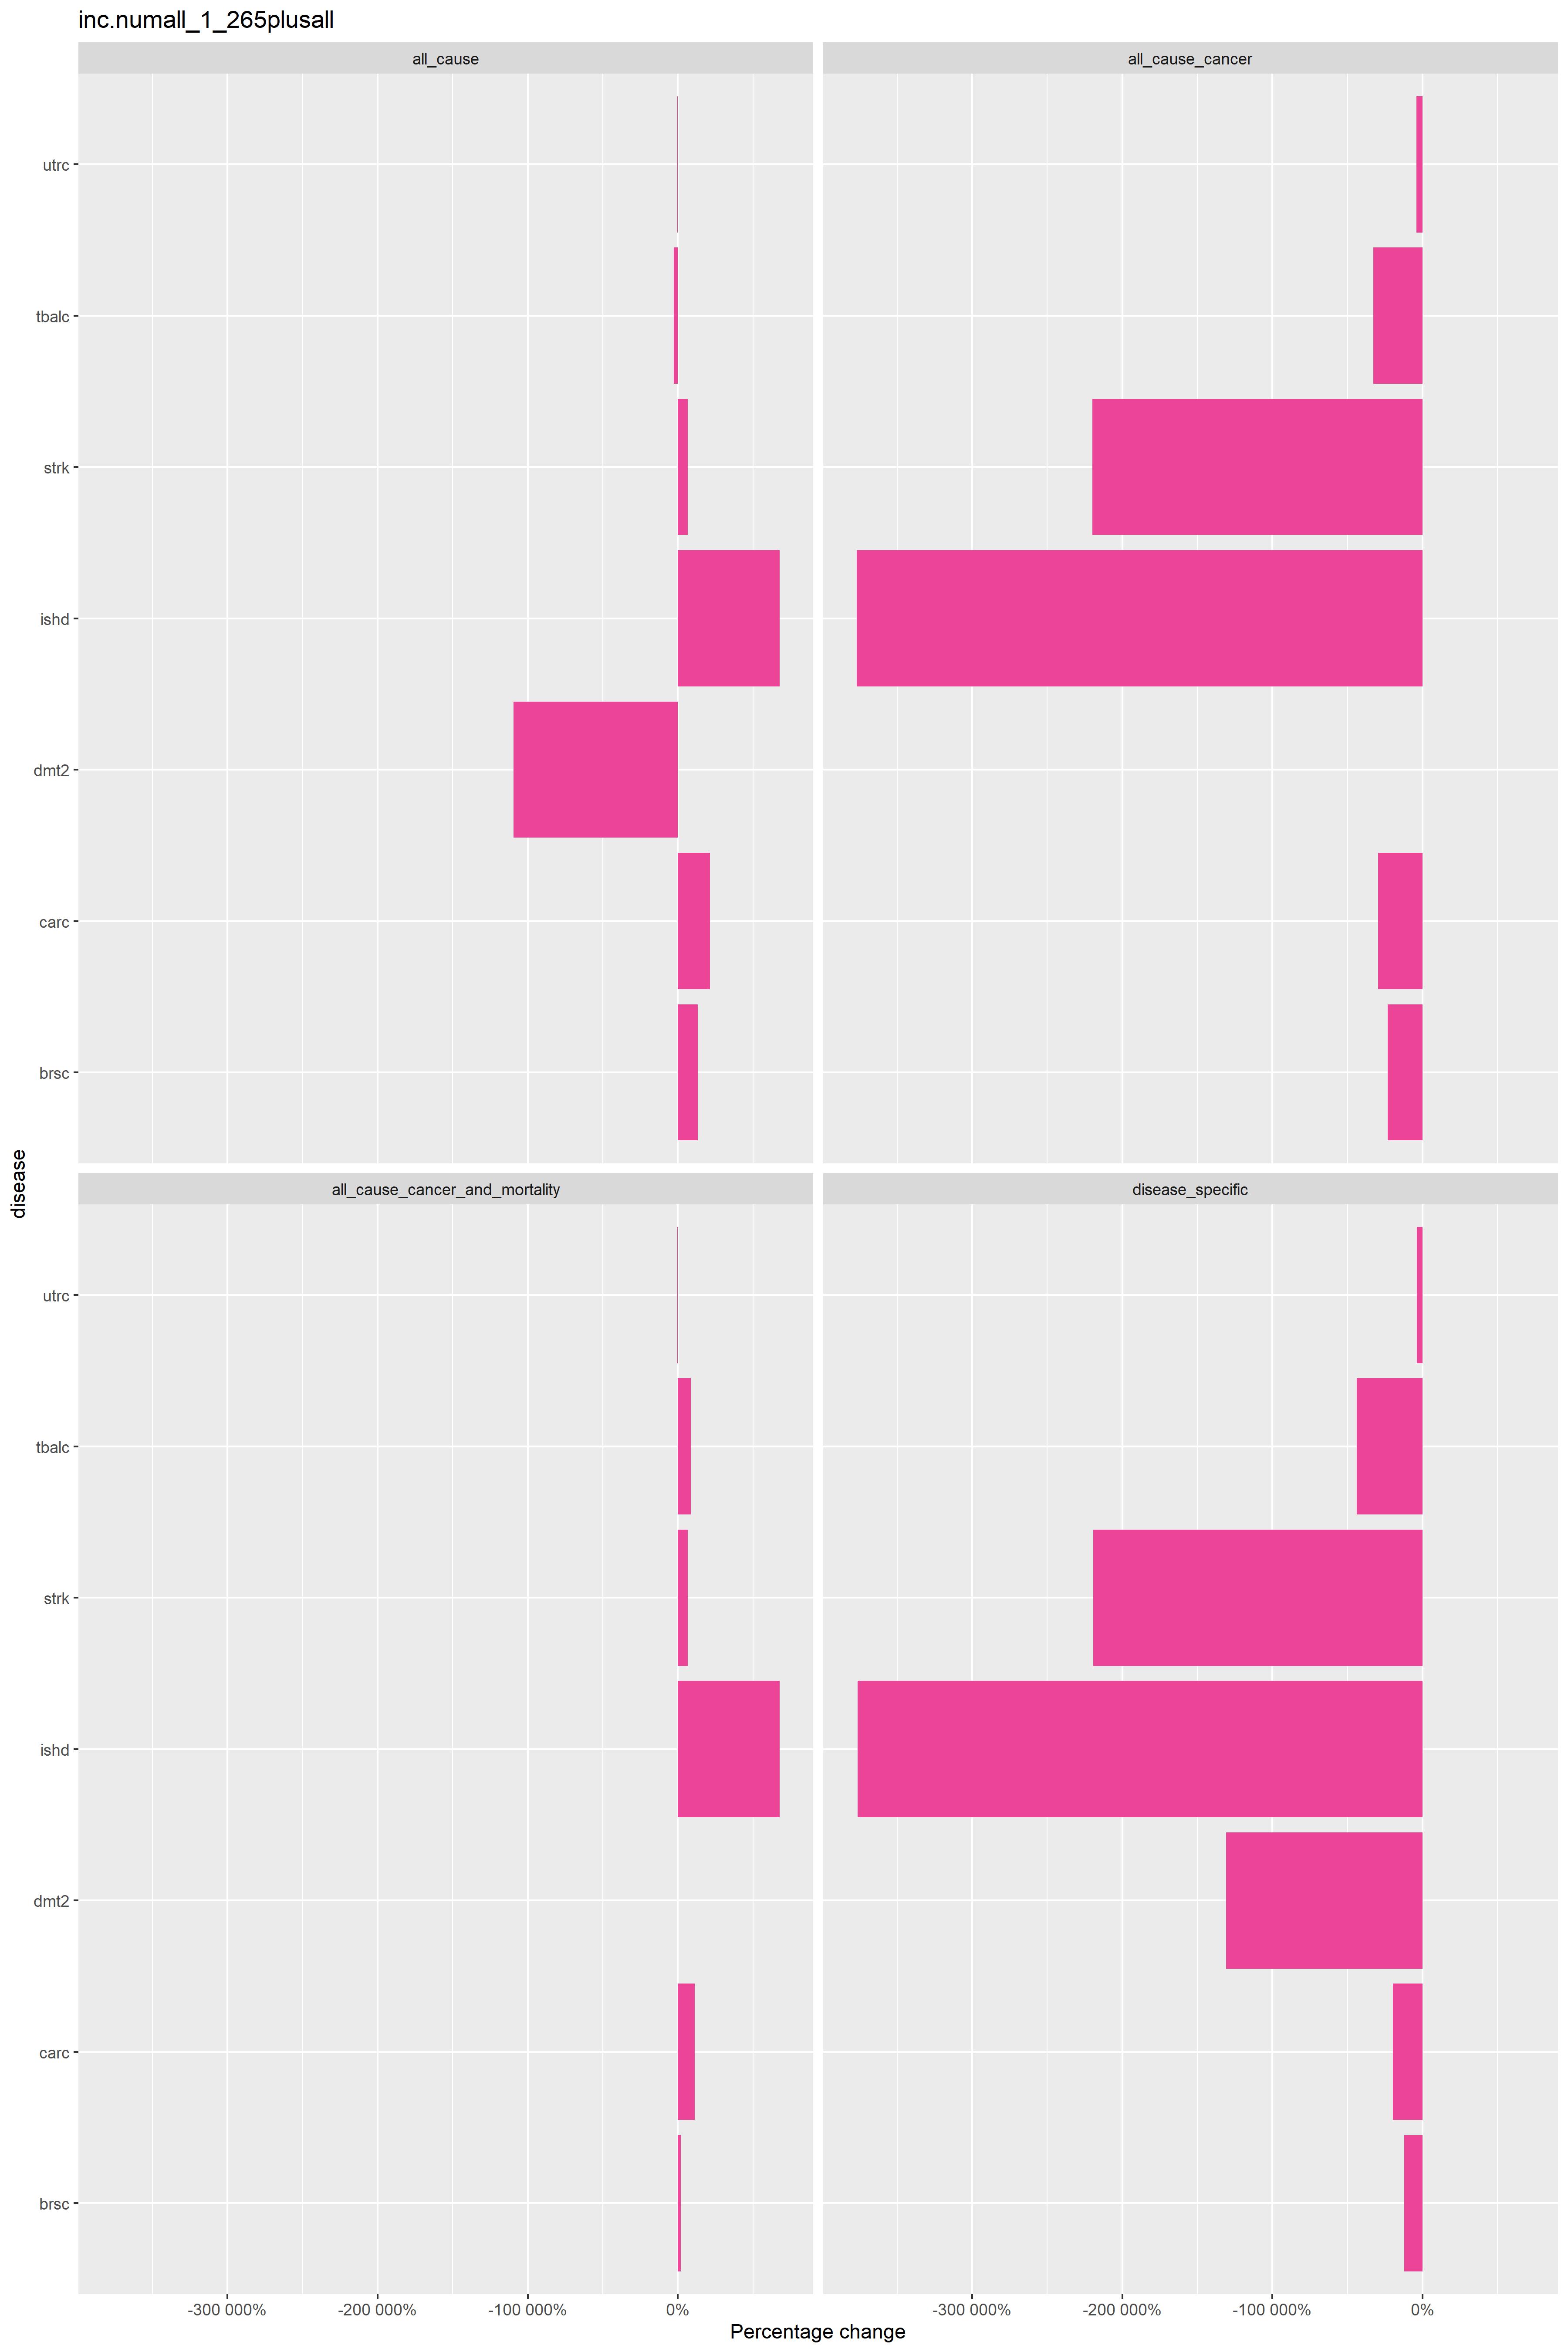 inc.numall_1_265plusall
all_cause
all_cause_cancer
utrc
tbalc
strk
ishd
dmt2
carc
brsc
all_cause_cancer_and_mortality
disease_specific
utrc
tbalc
strk
ishd
dmt2
carc
brsc
disease
-300 000%
-200 000%
-100 000%
0%
-300 000%
-200 000%
-100 000%
0%
Percentage change